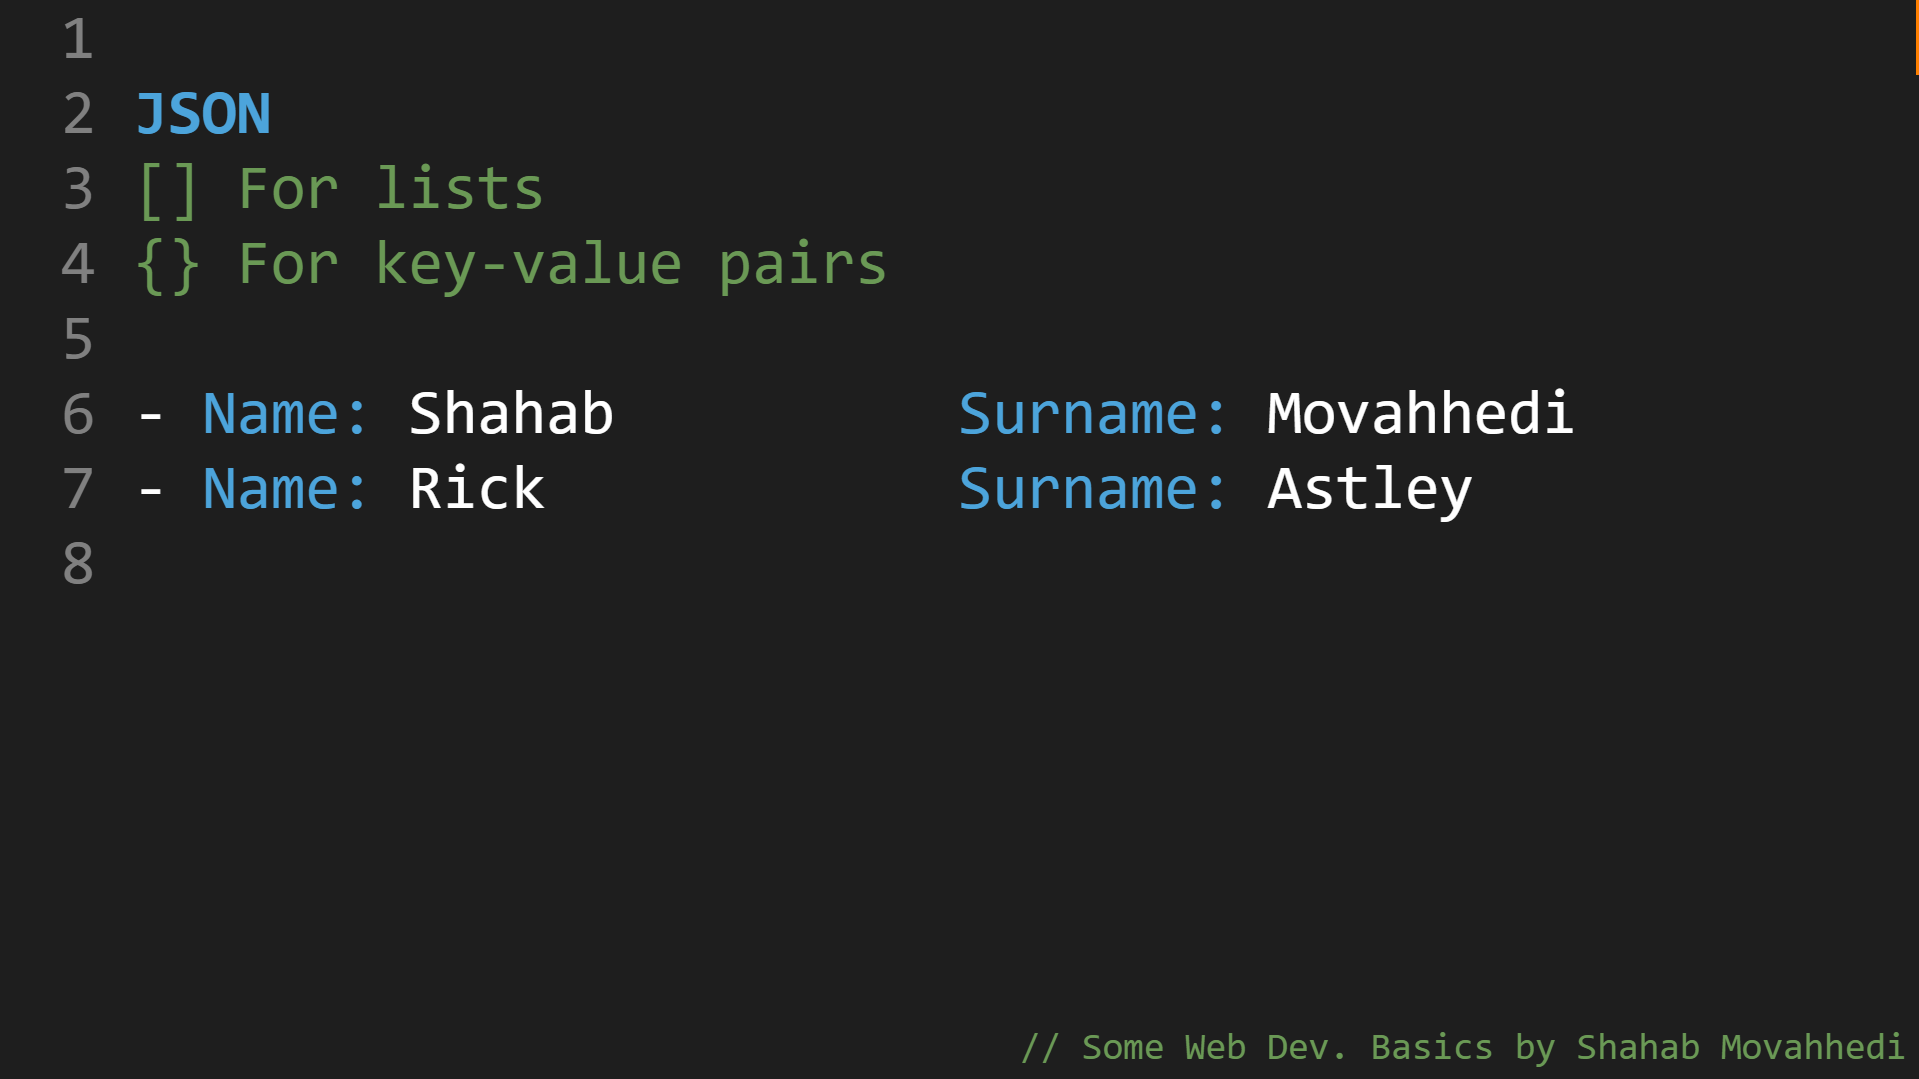 1
2 JSON
3 [] For lists
4 {} For key-value pairs
5
6 - Name: Shahab Surname: Movahhedi
7 - Name: Rick Surname: Astley
8
// Some Web Dev. Basics by Shahab Movahhedi